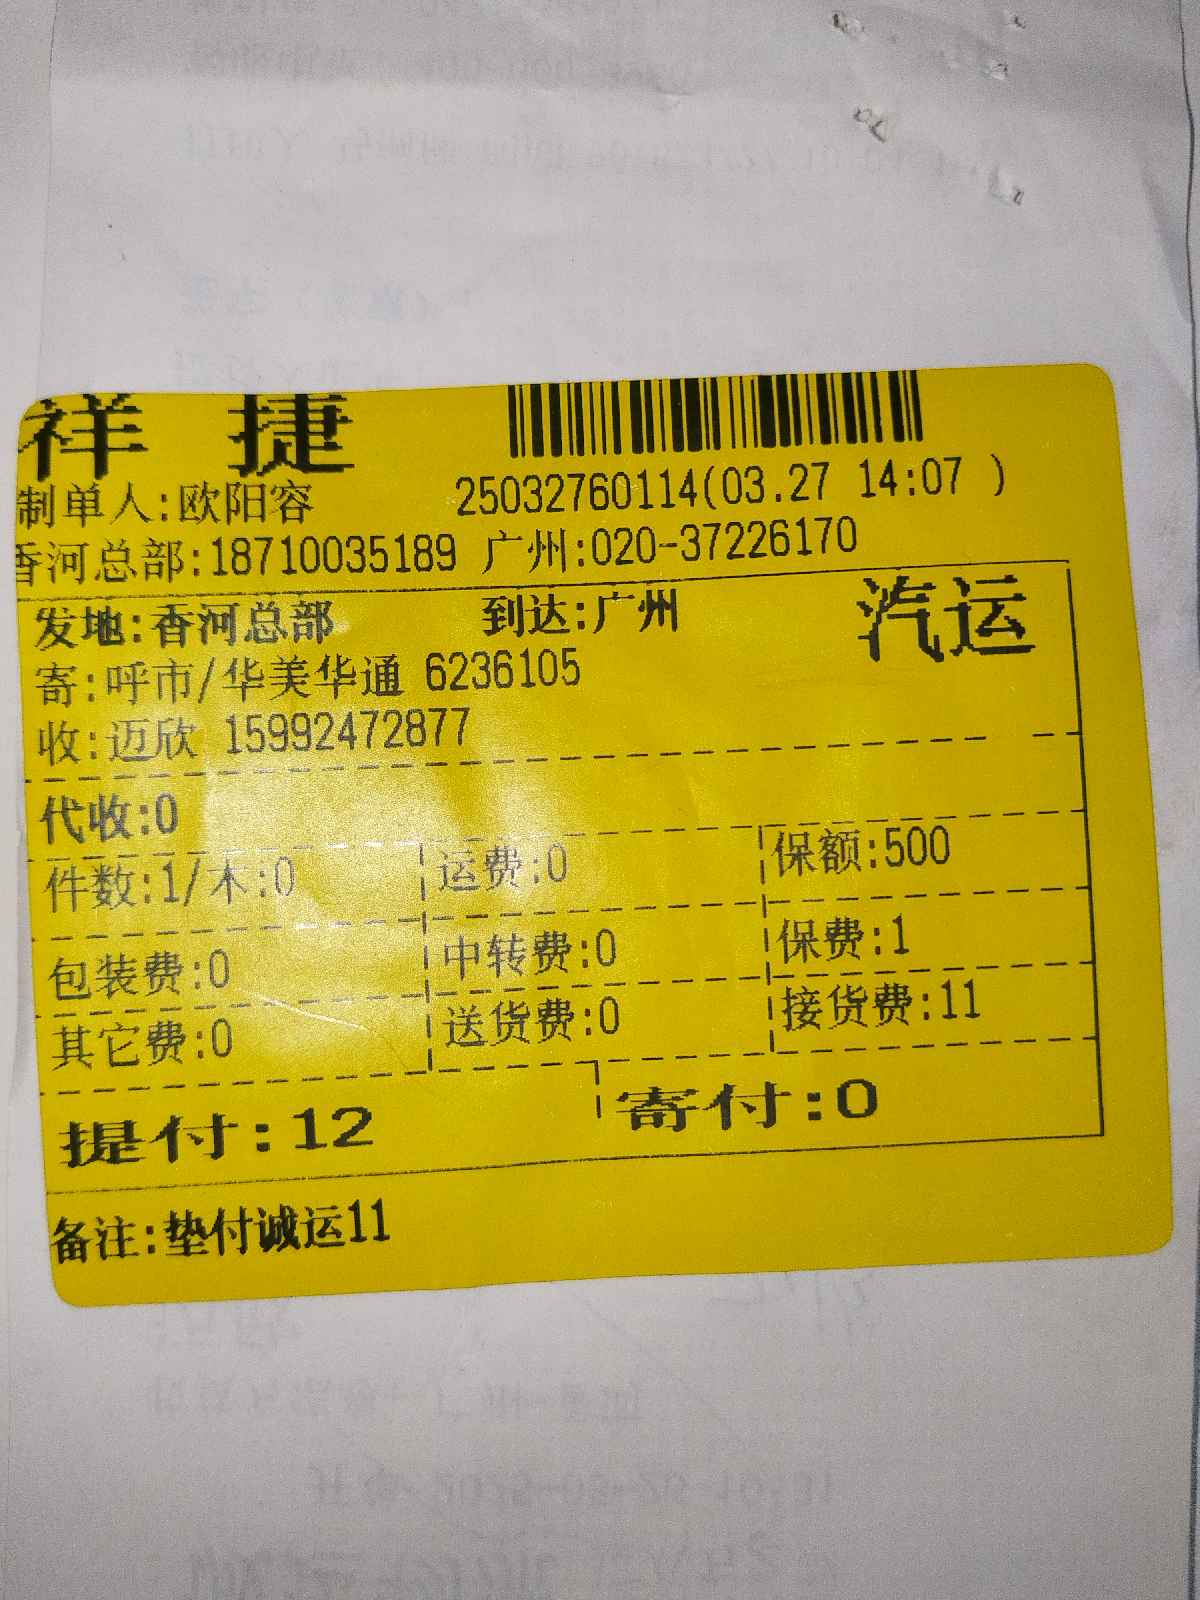 祥 捷
制单人:欧阳容 25032760114(03.27 14:07 )
香河总部:18710035189 广州:020-37226170
发地:香河总部 到达:广州 汽运
寄:呼市/华美华通 6236105
收:迈欣 15992472877
代收:0
件数:1/木:0 运费:0 保额:500
包装费:0 中转费:0 保费:1
其它费:0 送货费:0 接货费:11
提付:12 寄付:0
备注:垫付诚运11